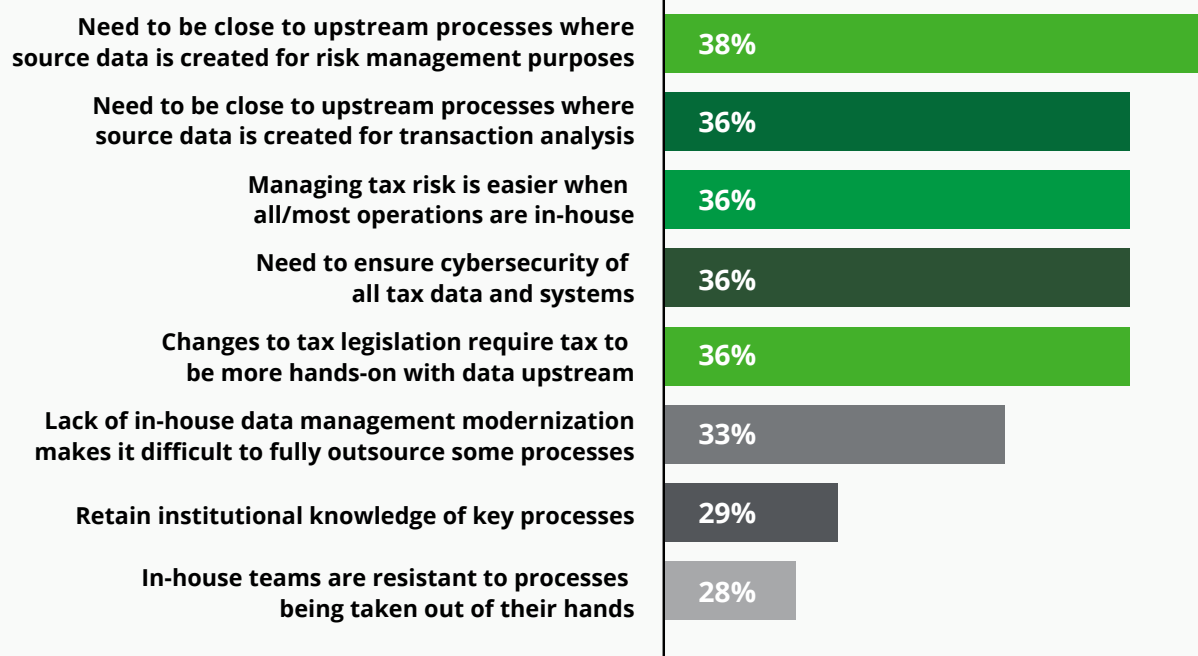 Need to be close to upstream processes where
source data is created for risk management purposes
38%
Need to be close to upstream processes where
source data is created for transaction analysis
36%
Managing tax risk is easier when
all/most operations are in-house
36%
Need to ensure cybersecurity of
all tax data and systems
36%
Changes to tax legislation require tax to
be more hands-on with data upstream
36%
Lack of in-house data management modernization
makes it difficult to fully outsource some processes
33%
Retain institutional knowledge of key processes
29%
In-house teams are resistant to processes
being taken out of their hands
28%